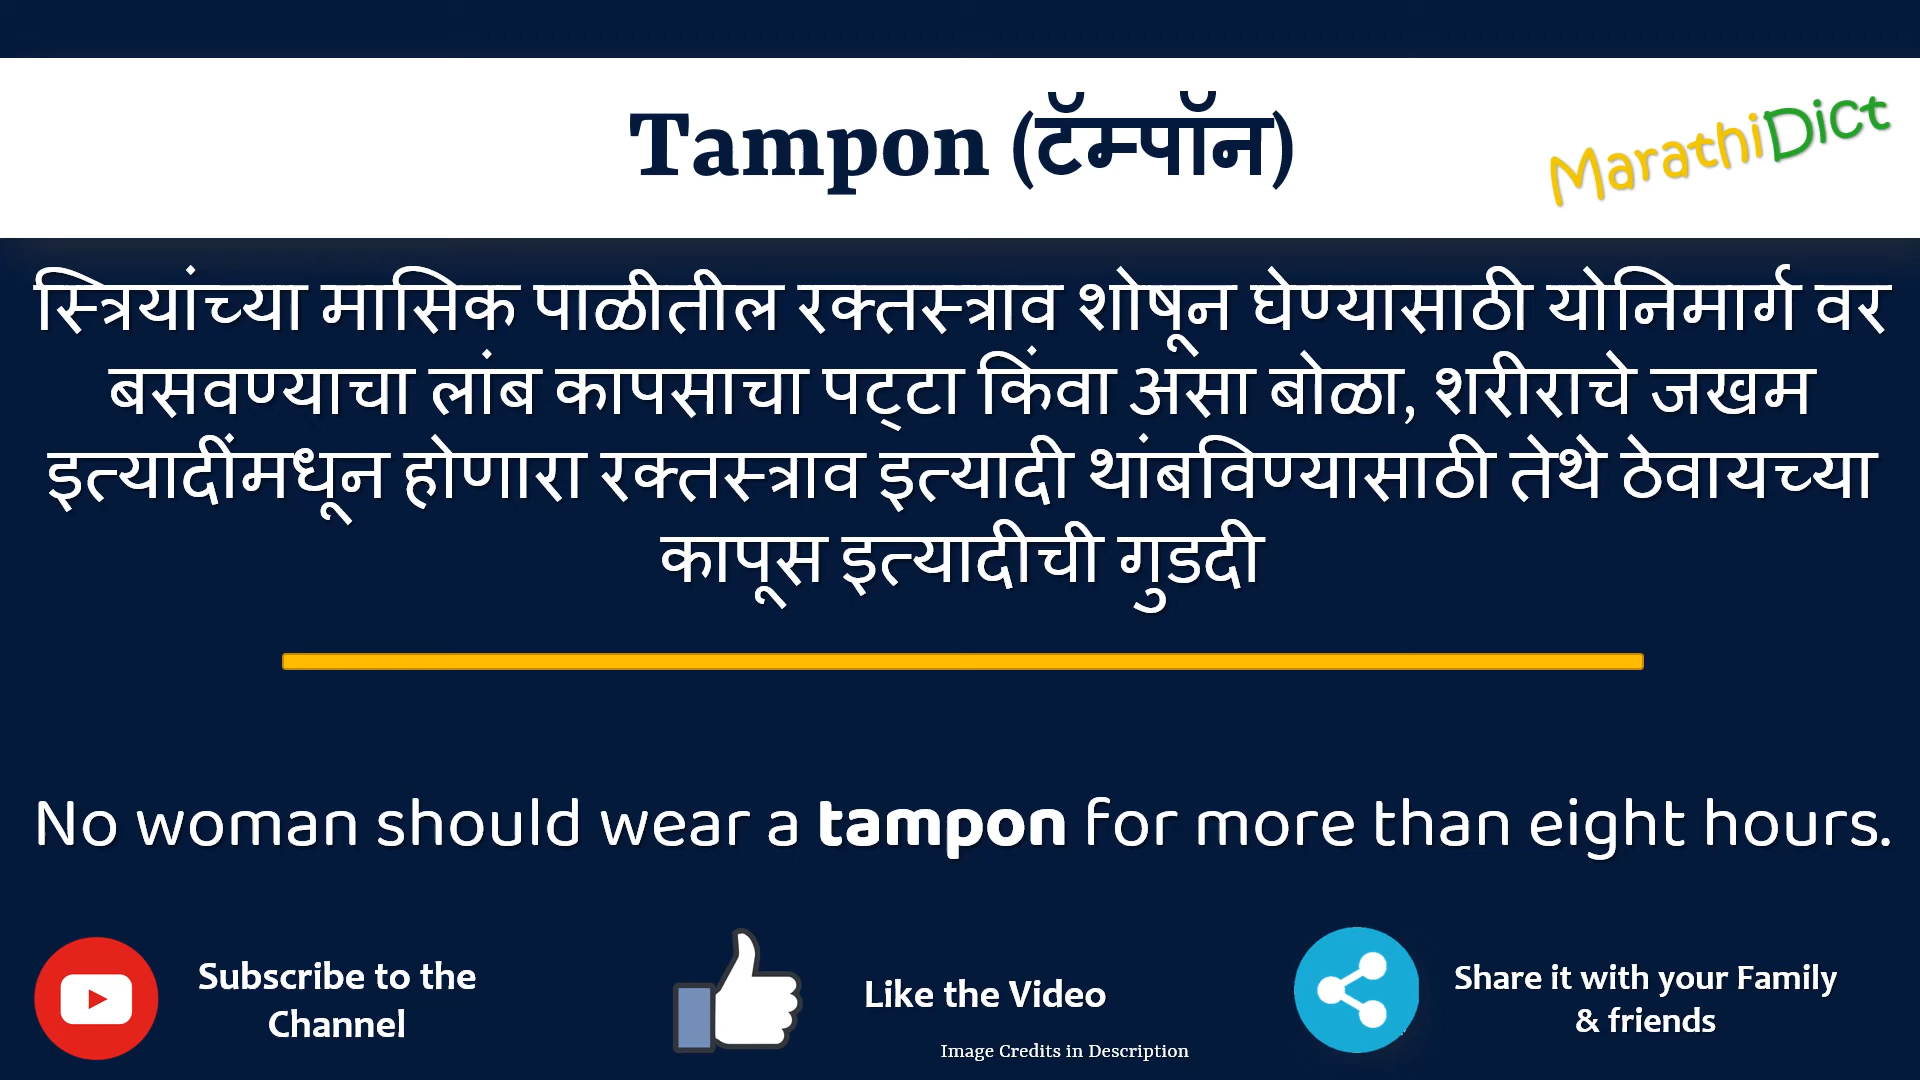 Tampon (टॅम्पॉन)
MarathiDict
स्त्रियांच्या मासिक पाळीतील रक्तस्त्राव शोषून घेण्यासाठी योनिमार्ग वर
बसवण्याचा लांब कापसाचा पट्टा किंवा असा बोळा, शरीराचे जखम
इत्यादींमधून होणारा रक्तस्त्राव इत्यादी थांबविण्यासाठी तेथे ठेवायच्या
कापूस इत्यादीची गुडदी
No woman should wear a tampon for more than eight hours.
Subscribe to the
Channel
Like the Video
Share it with your Family
& friends
Image Credits in Description